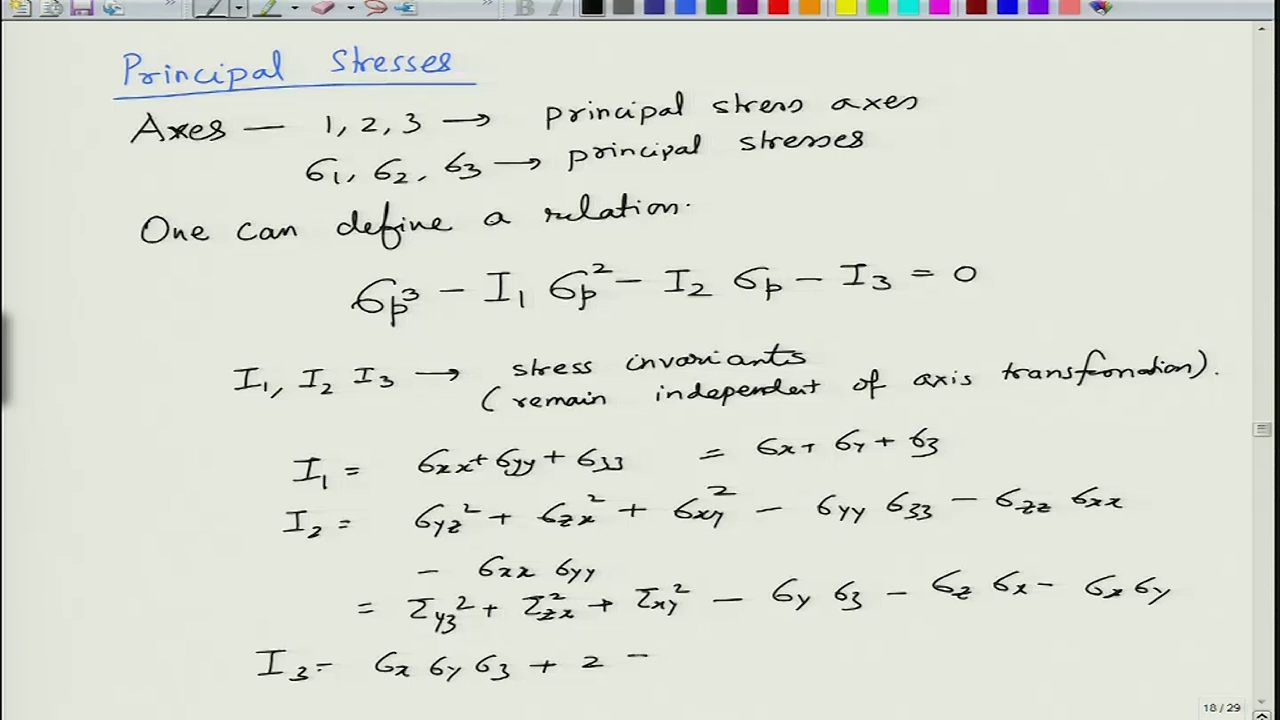 Principal Stresses
Axes — 1, 2, 3 → principal stress axes
σ1, σ2, σ3 → principal stresses
One can define a relation.
σp³ − I1 σp² − I2 σp − I3 = 0
I1, I2 I3 → stress invariants
(remain independent of axis transfromation).
I1 = σxx + σyy + σzz = σx + σy + σz
I2 = σyz² + σzx² + σxy² − σyy σzz − σzz σxx
− σxx σyy
= τyz² + τzx² + τxy² − σy σz − σz σx − σx σy
I3 = σx σy σz + 2 −
18 / 29